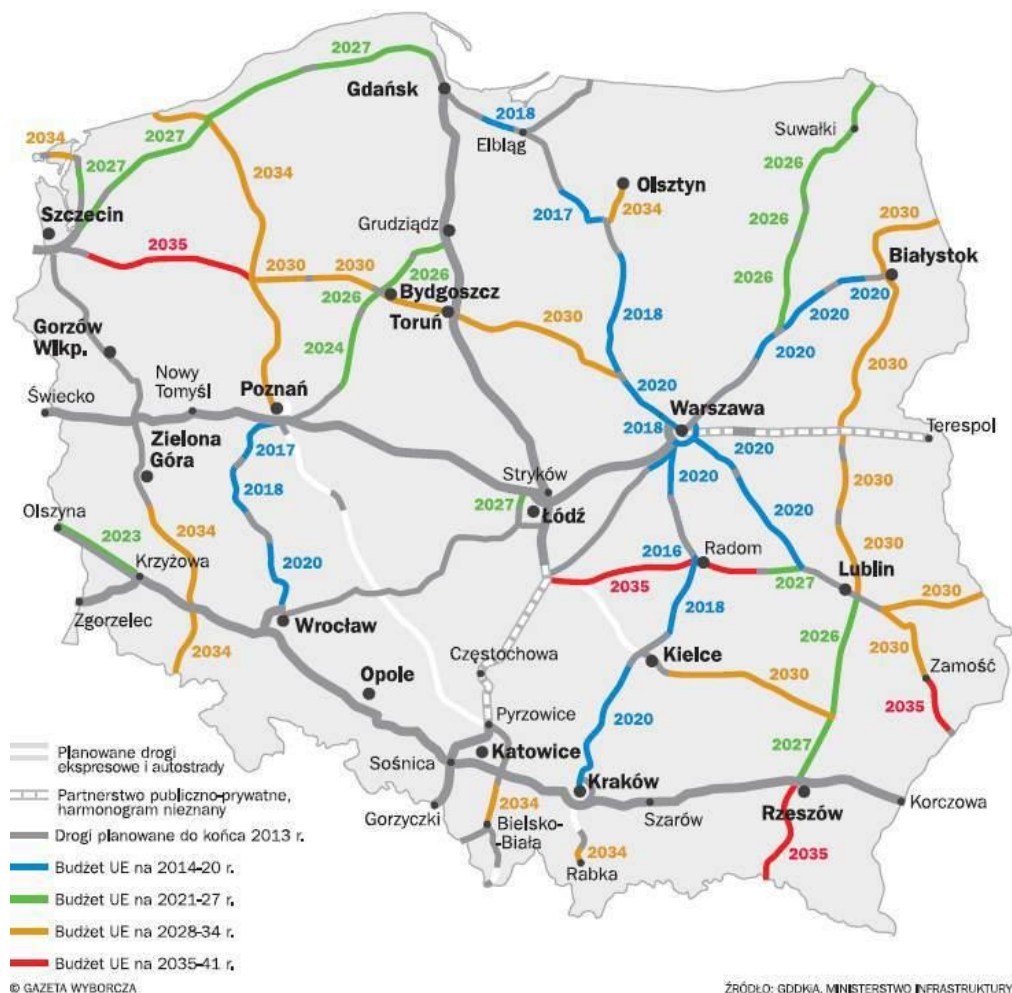 2027
Gdańsk
2018
Elbląg
Suwałki
2034
2027
2027
2034
2026
Olsztyn
2017
2034
2026
Szczecin
Grudziądz
2030
Białystok
2035
2030
2030
2026
2026
Bydgoszcz
2026
2020
Toruń
2030
2018
2020
Gorzów
Wlkp.
2024
2020
2030
Nowy
Tomyśl
Świecko
Poznań
Warszawa
Terespol
2018
2020
Zielona
Góra
2017
Stryków
2020
2018
2027
Łódź
2020
2030
Olszyna
2023
2034
Krzyżowa
2020
2016
Radom
2030
2035
2027
Lublin
2030
Zgorzelec
Wrocław
2018
2026
2034
Częstochowa
Kielce
2030
2030
Zamość
Opole
2035
2020
Pyrzowice
2027
Planowane drogi
ekspresowe i autostrady
Katowice
Sośnica
Kraków
Partnerstwo publiczno-prywatne,
harmonogram nieznany
Rzeszów
Korczowa
2034
Gorzyczki
Szarów
Bielsko-
-Biała
Drogi planowane do końca 2013 r.
2034
2035
Rabka
Budżet UE na 2014-20 r.
Budżet UE na 2021-27 r.
Budżet UE na 2028-34 r.
Budżet UE na 2035-41 r.
© GAZETA WYBORCZA
ŹRÓDŁO: GDDKiA, MINISTERSTWO INFRASTRUKTURY